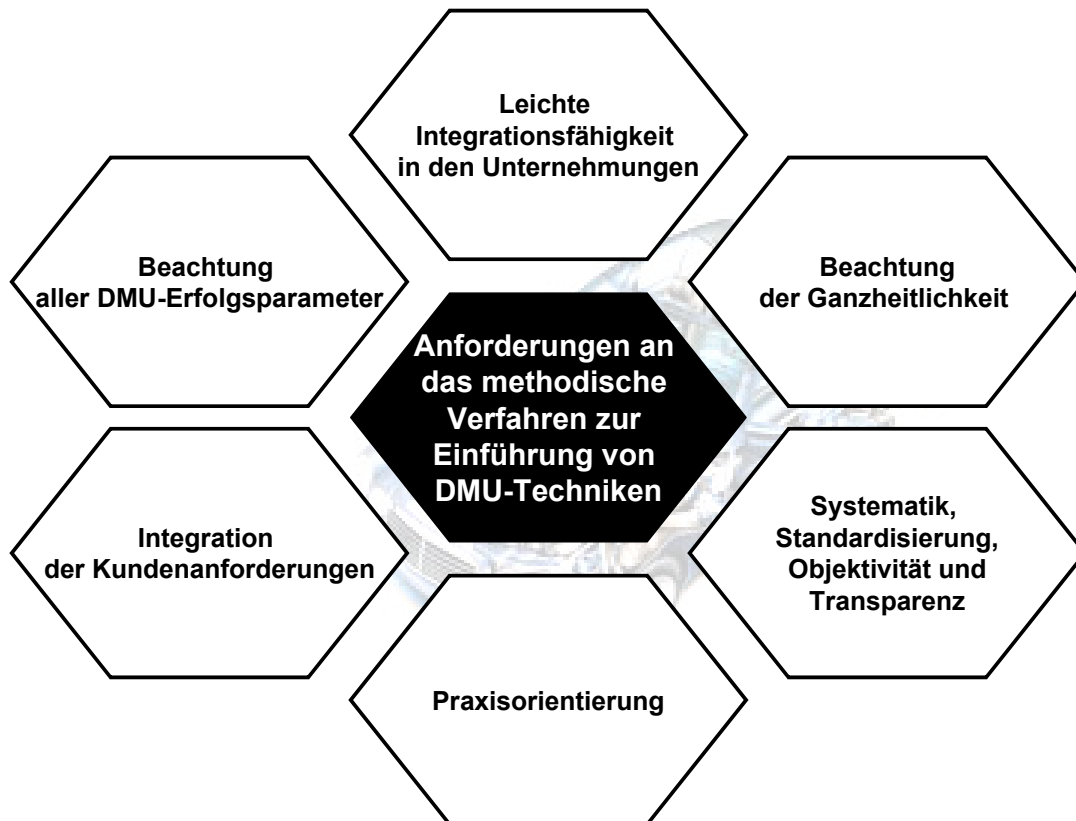 Leichte
Integrationsfähigkeit
in den Unternehmungen
Beachtung
aller DMU-Erfolgsparameter
Beachtung
der Ganzheitlichkeit
Anforderungen an
das methodische
Verfahren zur
Einführung von
DMU-Techniken
Integration
der Kundenanforderungen
Systematik,
Standardisierung,
Objektivität und
Transparenz
Praxisorientierung